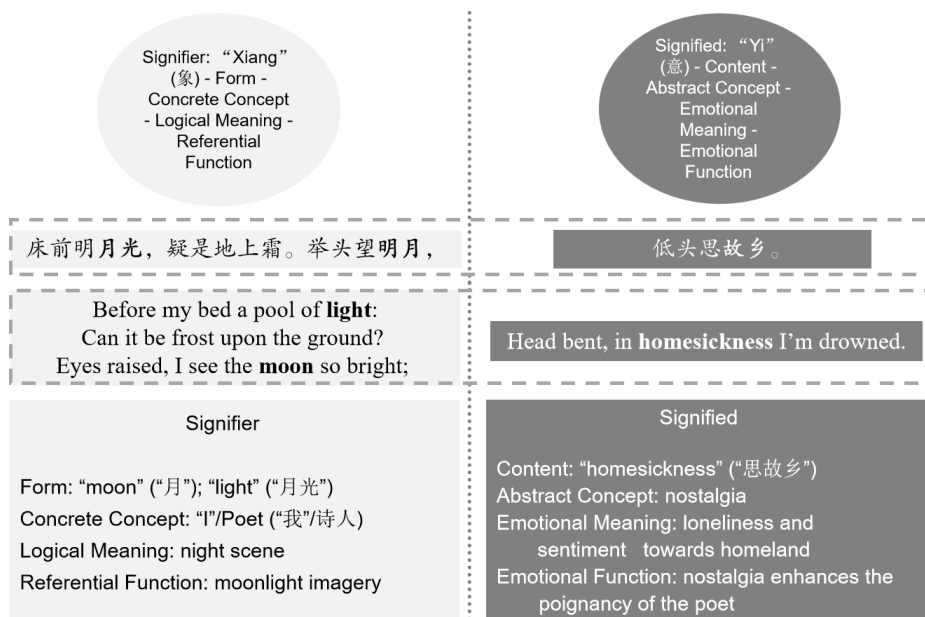 Signifier: “Xiang”
(象) - Form -
Concrete Concept
- Logical Meaning -
Referential
Function
Signified: “Yi”
(意) - Content -
Abstract Concept -
Emotional
Meaning -
Emotional
Function
床前明月光，疑是地上霜。举头望明月，
低头思故乡。
Before my bed a pool of light:
Can it be frost upon the ground?
Eyes raised, I see the moon so bright;
Head bent, in homesickness I’m drowned.
Signifier
Form: “moon” (“月”); “light” (“月光”)
Concrete Concept: “I”/Poet (“我”/诗人)
Logical Meaning: night scene
Referential Function: moonlight imagery
Signified
Content: “homesickness” (“思故乡”)
Abstract Concept: nostalgia
Emotional Meaning: loneliness and
sentiment towards homeland
Emotional Function: nostalgia enhances the
poignancy of the poet